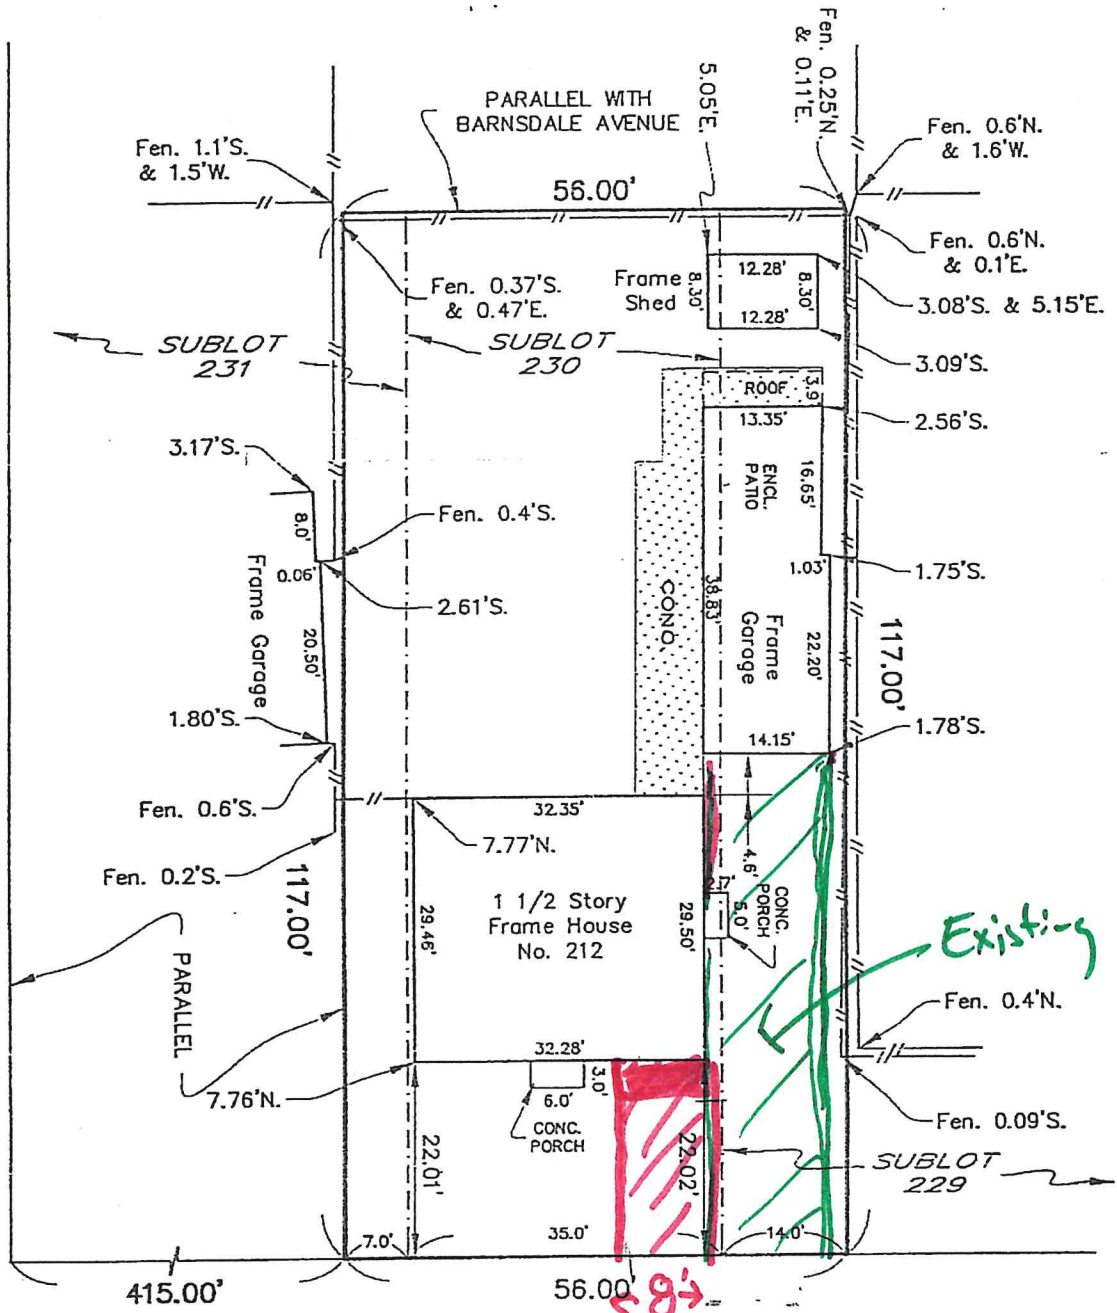 PARALLEL WITH
BARNSDALE AVENUE
5.05'E.
Fen. 0.25'N.
& 0.11'E.
Fen. 0.6'N.
& 1.6'W.
Fen. 1.1'S.
& 1.5'W.
56.00'
Fen. 0.6'N.
& 0.1'E.
Fen. 0.37'S.
& 0.47'E.
Frame
Shed
12.28'
8.30'
8.30'
12.28'
3.08'S. & 5.15'E.
SUBLOT
231
SUBLOT
230
3.09'S.
ROOF
3.9'
13.35'
2.56'S.
3.17'S.
ENCL.
PATIO
16.65'
8.0'
Fen. 0.4'S.
0.06'
2.61'S.
1.03'
1.75'S.
Frame Garage
20.50'
CONC.
38.83'
Frame
Garage
22.20'
117.00'
1.80'S.
14.15'
1.78'S.
Fen. 0.6'S.
32.35'
7.77'N.
4.6'
Fen. 0.2'S.
117.00'
2.7'
5.0'
CONC.
PORCH
29.46'
1 1/2 Story
Frame House
No. 212
29.50'
Existing
PARALLEL
Fen. 0.4'N.
32.28'
3.0'
6.0'
7.76'N.
CONC.
PORCH
Fen. 0.09'S.
22.01'
22.02'
SUBLOT
229
7.0'
35.0'
14.0'
415.00'
56.00'
8'